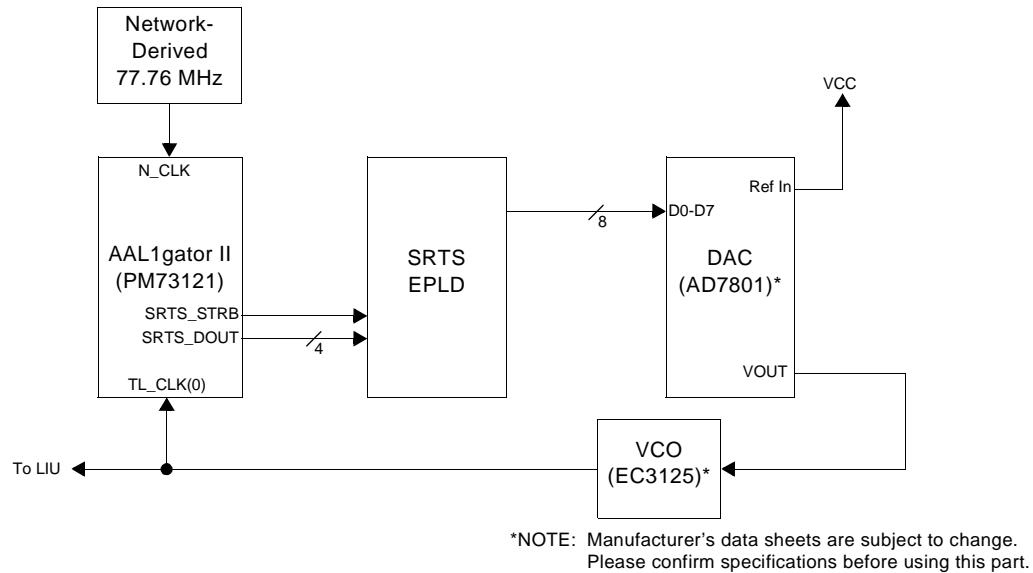 Network-
Derived
77.76 MHz
VCC
N_CLK
Ref In
D0-D7
8
AAL1gator II
(PM73121)
SRTS
EPLD
DAC
(AD7801)*
SRTS_STRB
SRTS_DOUT
4
VOUT
TL_CLK(0)
VCO
(EC3125)*
To LIU
*NOTE: Manufacturer's data sheets are subject to change.
Please confirm specifications before using this part.